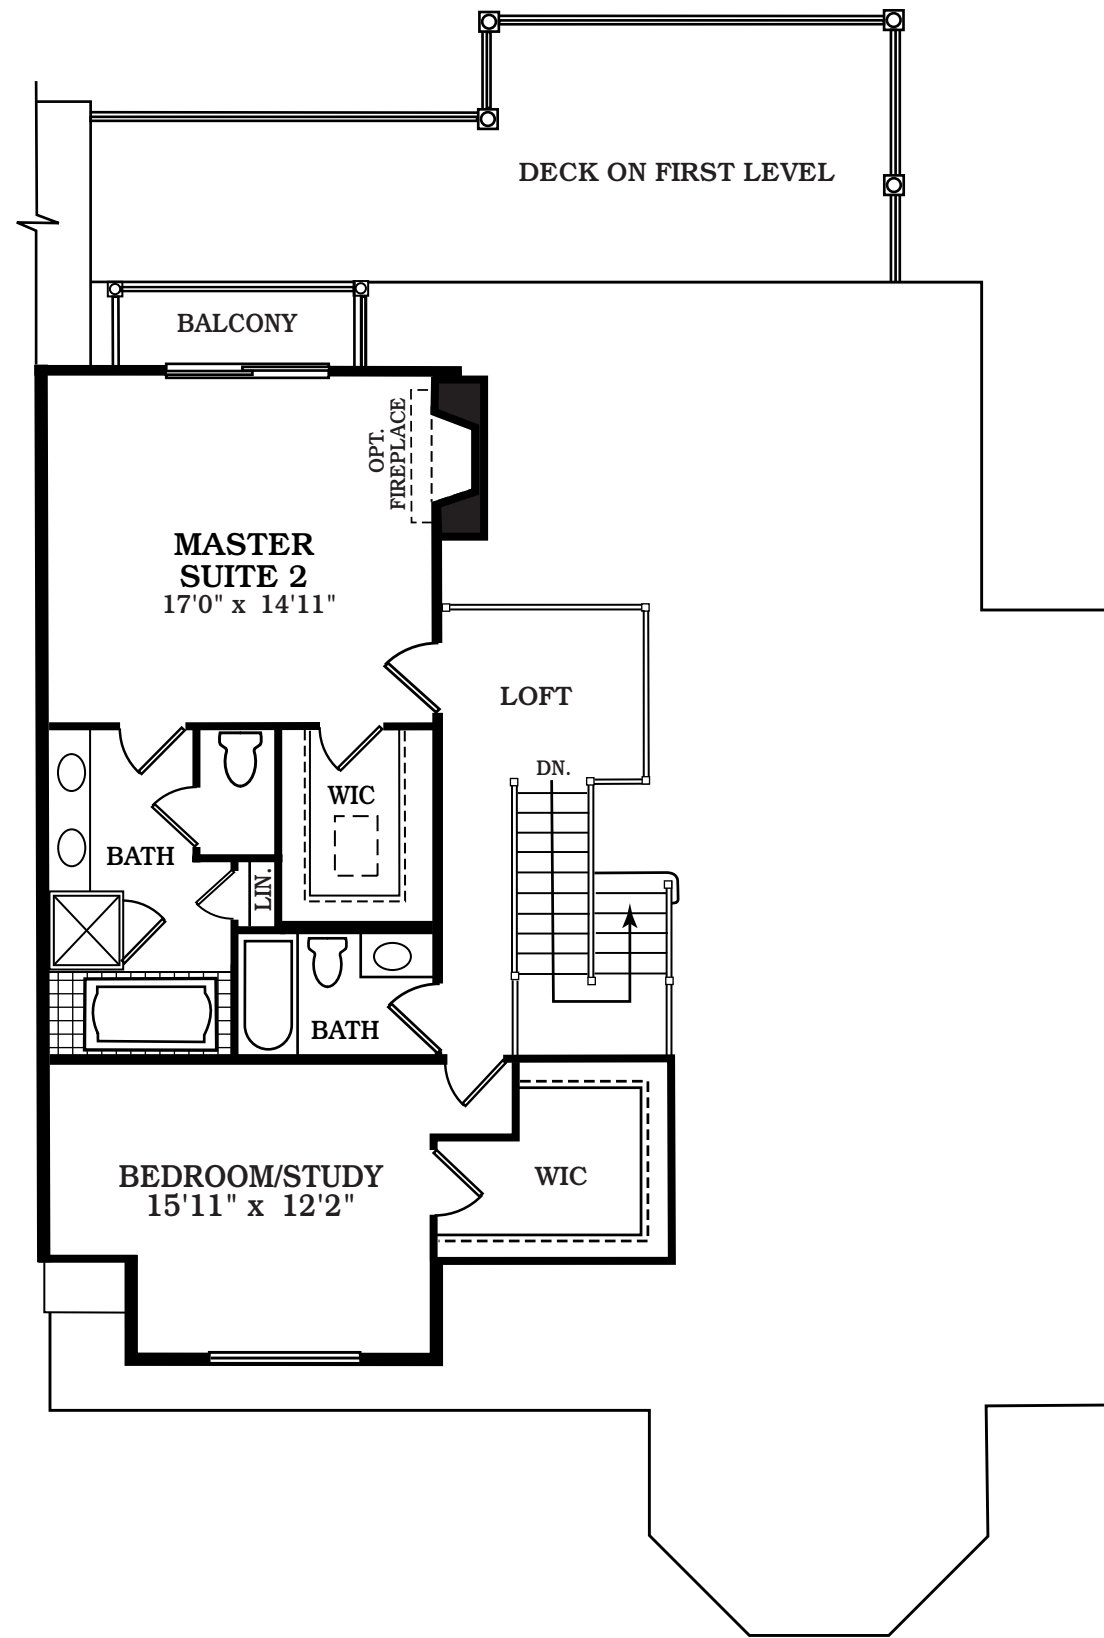 DECK ON FIRST LEVEL
BALCONY
OPT.
FIREPLACE
MASTER
SUITE 2
17'0" x 14'11"
LOFT
DN.
WIC
BATH
LIN.
BATH
BEDROOM/STUDY
15'11" x 12'2"
WIC